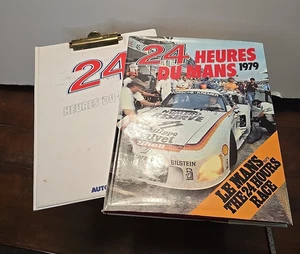 24
HEURES DU
AUTO
24 HEURES
DU MANS 1979
BILSTEIN
LE MANS
THE 24 HOURS
RACE